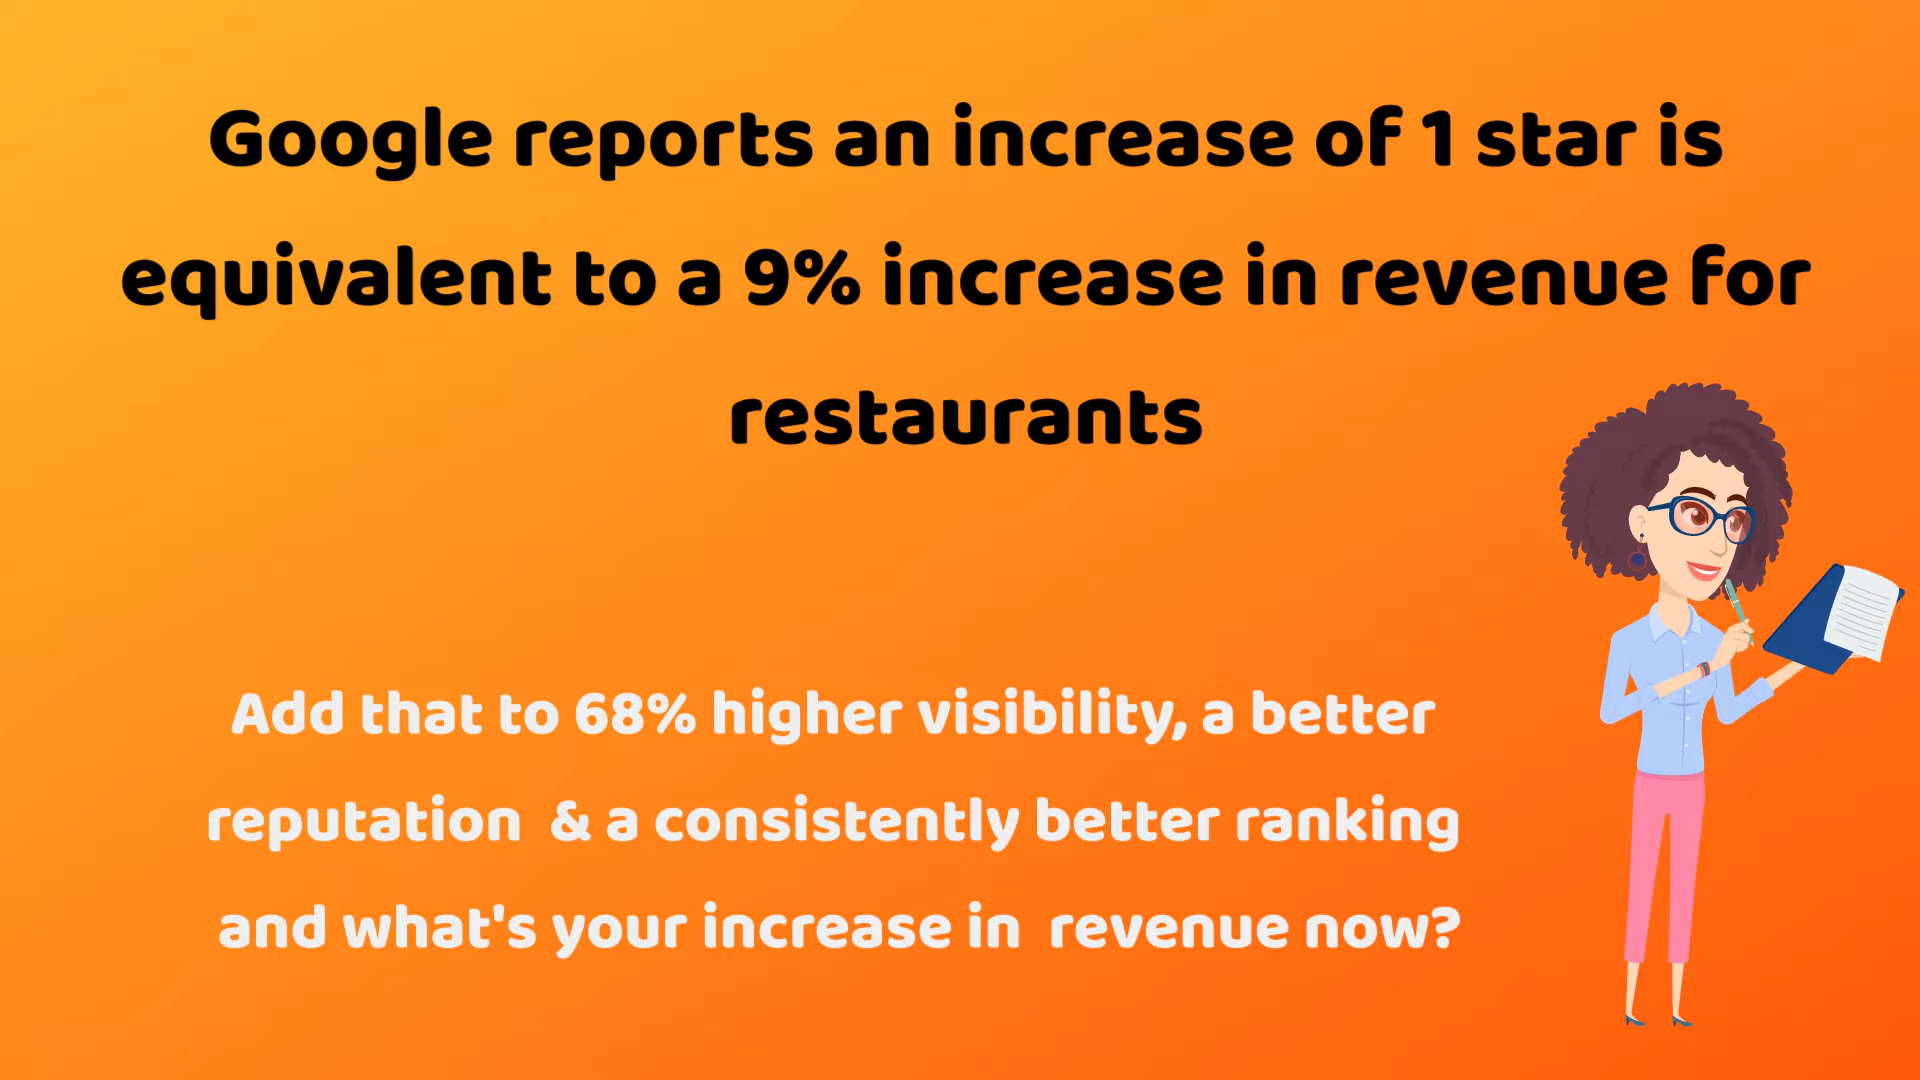 Google reports an increase of 1 star is
equivalent to a 9% increase in revenue for
restaurants
Add that to 68% higher visibility, a better
reputation & a consistently better ranking
and what's your increase in revenue now?